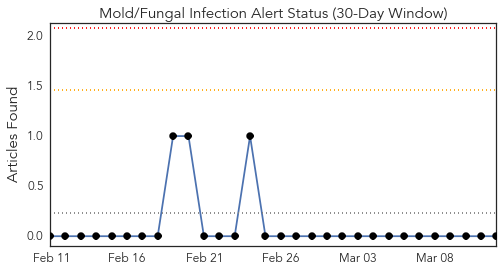 Mold/Fungal Infection Alert Status (30-Day Window)
Articles Found
2.0
1.5
1.0
0.5
0.0
Feb 11 Feb 16 Feb 21 Feb 26 Mar 03 Mar 08